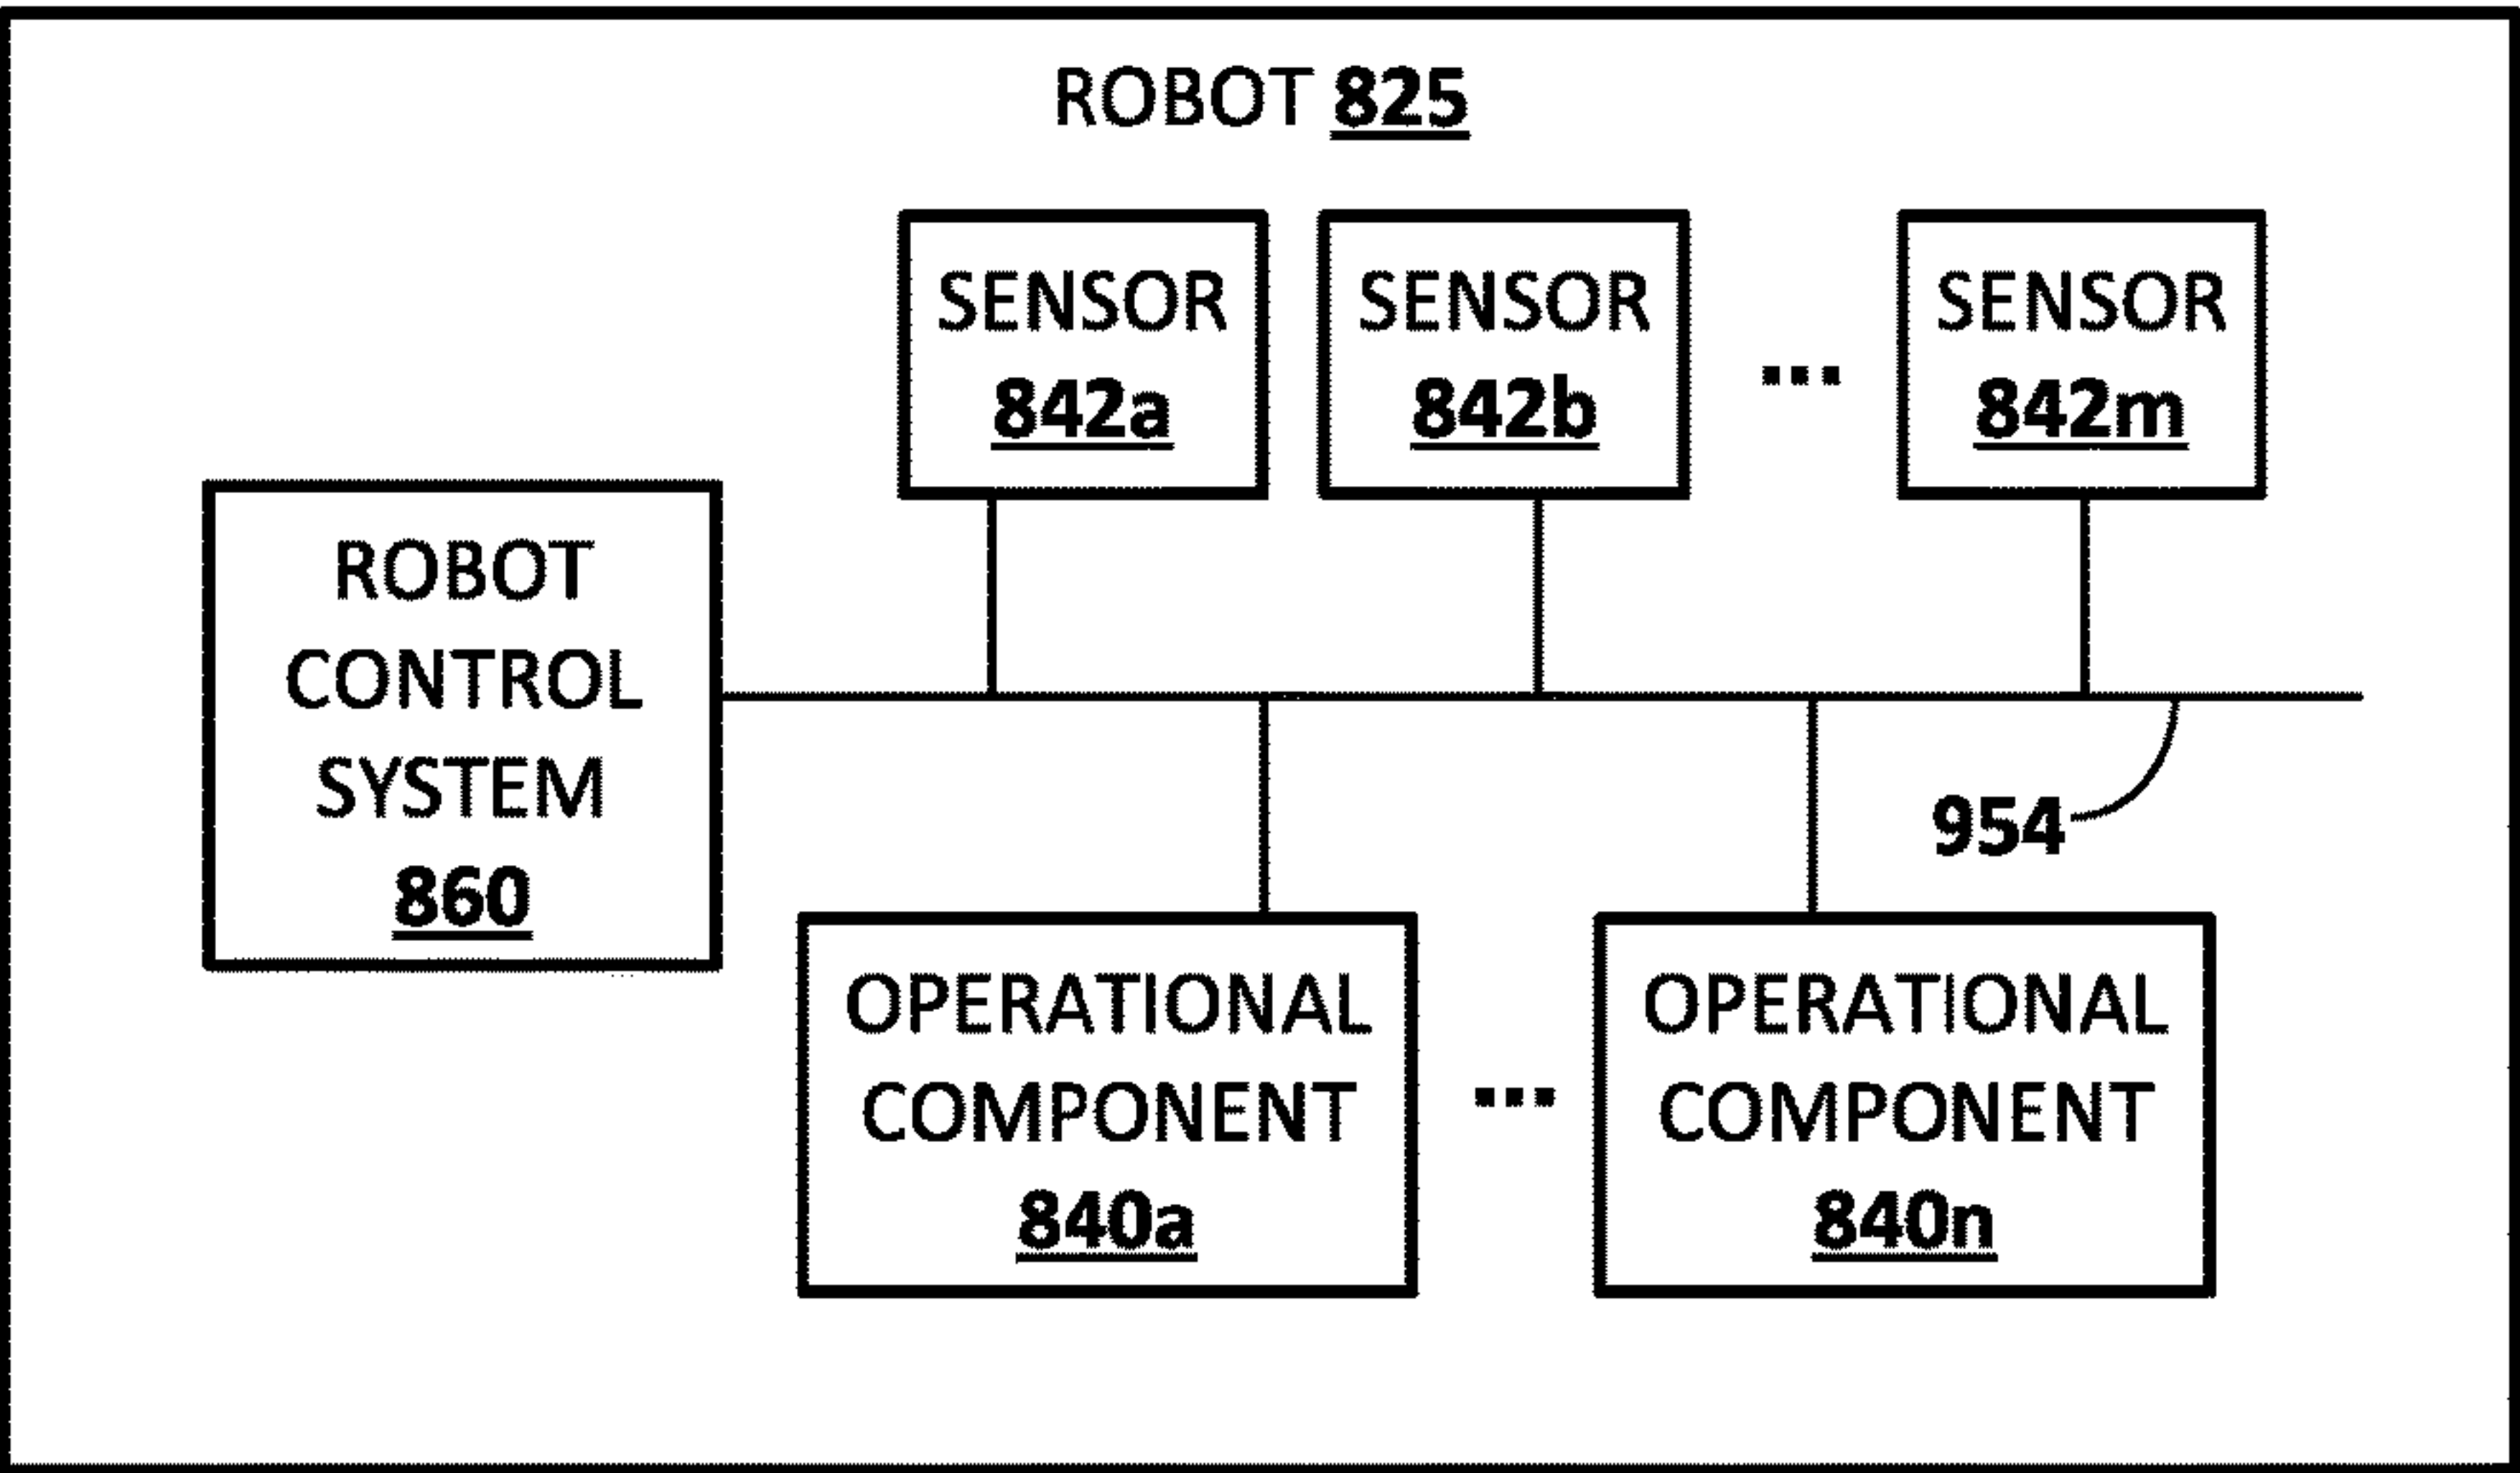 ROBOT 825
SENSOR
842a
SENSOR
842b
...
SENSOR
842m
ROBOT
CONTROL
SYSTEM
860
954
OPERATIONAL
COMPONENT
840a
...
OPERATIONAL
COMPONENT
840n